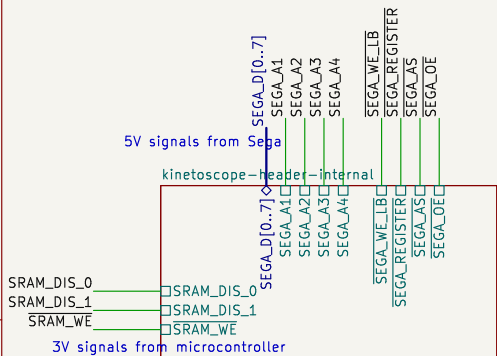 SEGA_D[0..7]
SEGA_A1
SEGA_A2
SEGA_A3
SEGA_A4
SEGA_WE_LB
SEGA_REGISTER
SEGA_AS
SEGA_OE
5V signals from Sega
kinetoscope-header-internal
SEGA_D[0..7]
SEGA_A1
SEGA_A2
SEGA_A3
SEGA_A4
SEGA_WE_LB
SEGA_REGISTER
SEGA_AS
SEGA_OE
SRAM_DIS_0
SRAM_DIS_0
SRAM_DIS_1
SRAM_DIS_1
SRAM_WE
SRAM_WE
3V signals from microcontroller